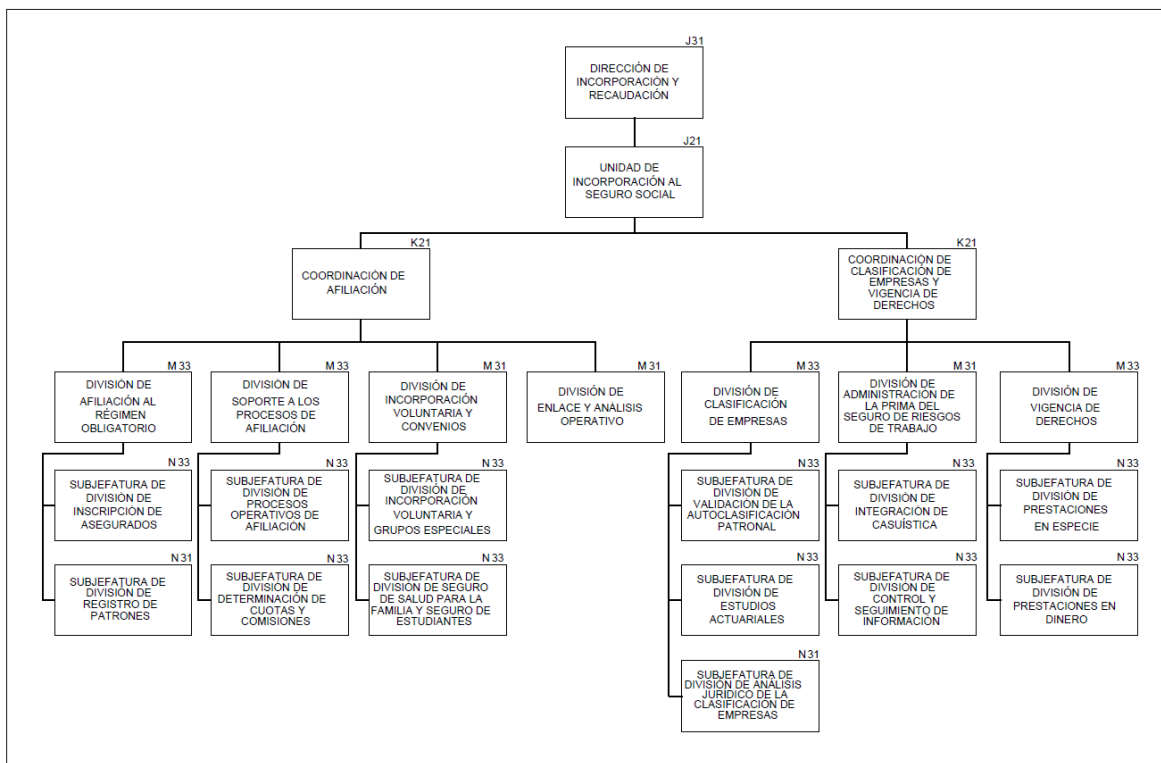 J31
DIRECCIÓN DE
INCORPORACIÓN Y
RECAUDACIÓN
J21
UNIDAD DE
INCORPORACIÓN AL
SEGURO SOCIAL
K21
COORDINACIÓN DE
AFILIACIÓN
K21
COORDINACIÓN DE
CLASIFICACIÓN DE
EMPRESAS Y
VIGENCIA DE
DERECHOS
M33
DIVISIÓN DE
AFILIACIÓN AL
RÉGIMEN
OBLIGATORIO
M33
DIVISIÓN DE
SOPORTE A LOS
PROCESOS DE
AFILIACIÓN
M31
DIVISIÓN DE
INCORPORACIÓN
VOLUNTARIA Y
CONVENIOS
M31
DIVISIÓN DE
ENLACE Y ANÀLISIS
OPERATIVO
M33
DIVISIÓN DE
CLASIFICACIÓN
DE EMPRESAS
M31
DIVISIÓN DE
ADMINISTRACIÓN DE
LA PRIMA DEL
SEGURO DE RIESGOS
DE TRABAJO
M33
DIVISIÓN DE
VIGENCIA DE
DERECHOS
N33
SUBJEFATURA DE
DIVISIÓN DE
INSCRIPCIÓN DE
ASEGURADOS
N33
SUBJEFATURA DE
DIVISIÓN DE
PROCESOS
OPERATIVOS DE
AFILIACIÓN
N33
SUBJEFATURA DE
DIVISIÓN DE
INCORPORACIÓN
VOLUNTARIA Y
GRUPOS ESPECIALES
N33
SUBJEFATURA DE
DIVISIÓN DE
VALIDACIÓN DE LA
AUTOCLASIFICACIÓN
PATRONAL
N33
SUBJEFATURA DE
DIVISIÓN DE
INTEGRACIÓN DE
CASUÍSTICA
N33
SUBJEFATURA DE
DIVISIÓN DE
PRESTACIONES
EN ESPECIE
N31
SUBJEFATURA DE
DIVISIÓN DE
REGISTRO DE
PATRONES
N33
SUBJEFATURA DE
DIVISIÓN DE
DETERMINACIÓN DE
CUOTAS Y
COMISIONES
N33
SUBJEFATURA DE
DIVISIÓN DE SEGURO
DE SALUD PARA LA
FAMILIA Y SEGURO DE
ESTUDIANTES
N33
SUBJEFATURA DE
DIVISIÓN DE
ESTUDIOS
ACTUARIALES
N33
SUBJEFATURA DE
DIVISIÓN DE
CONTROL Y
SEGUIMIENTO DE
INFORMACIÓN
N33
SUBJEFATURA DE
DIVISIÓN DE
PRESTACIONES EN
DINERO
N31
SUBJEFATURA DE
DIVISIÓN DE ANÁLISIS
JURÍDICO DE LA
CLASIFICACIÓN DE
EMPRESAS